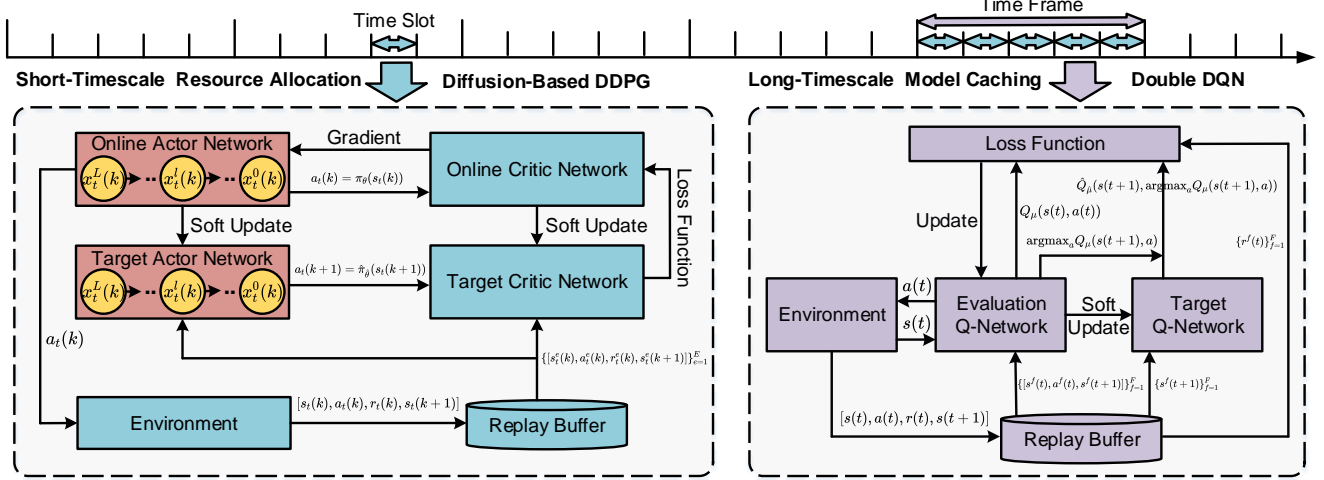 Time Slot
Time Frame
Short-Timescale Resource Allocation
Diffusion-Based DDPG
Long-Timescale Model Caching
Double DQN
Online Actor Network
x_t^L(k) ·· x_t^l(k) ·· x_t^0(k)
Gradient
a_t(k) = π_θ(s_t(k))
Online Critic Network
Loss Function
Soft Update
Soft Update
Target Actor Network
x_t^L(k) ·· x_t^l(k) ·· x_t^0(k)
a_t(k+1) = π̂_θ̂(s_t(k+1))
Target Critic Network
a_t(k)
{[s_t^e(k), a_t^e(k), r_t^e(k), s_t^e(k+1)]}_{e=1}^E
Environment
[s_t(k), a_t(k), r_t(k), s_t(k+1)]
Replay Buffer
Loss Function
Q̂_μ̂(s(t+1), argmax_a Q_μ(s(t+1), a))
Update
Q_μ(s(t), a(t))
argmax_a Q_μ(s(t+1), a)
{r^f(t)}_{f=1}^F
Environment
a(t)
s(t)
Evaluation
Q-Network
Soft
Update
Target
Q-Network
{[s^f(t), a^f(t), s^f(t+1)]}_{f=1}^F
{s^f(t+1)}_{f=1}^F
[s(t), a(t), r(t), s(t+1)]
Replay Buffer